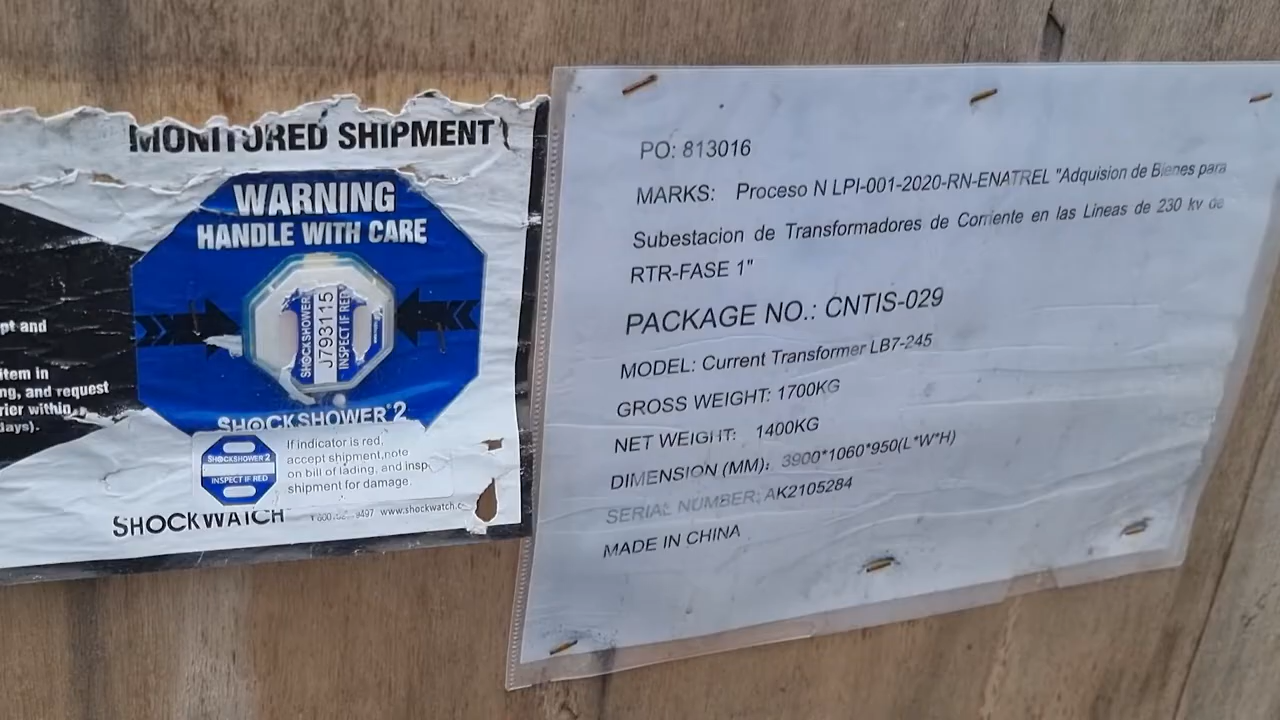 MONITORED SHIPMENT
WARNING
HANDLE WITH CARE
SHOCKSHOWER
J793115
INSPECT IF RED
pt and
item in
ng, and request
rier within
days).
SHOCKSHOWER 2
SHOCKSHOWER 2
INSPECT IF RED
If indicator is red,
accept shipment, note
on bill of lading, and insp
shipment for damage.
SHOCKWATCH
497 www.shockwatch.c
PO: 813016
MARKS: Proceso N LPI-001-2020-RN-ENATREL "Adquision de Bienes para
Subestacion de Transformadores de Corriente en las Lineas de 230 kv de
RTR-FASE 1"
PACKAGE NO.: CNTIS-029
MODEL: Current Transformer LB7-245
GROSS WEIGHT: 1700KG
NET WEIGHT: 1400KG
DIMENSION (MM): 3900*1060*950(L*W*H)
SERIAL NUMBER: AK2105284
MADE IN CHINA